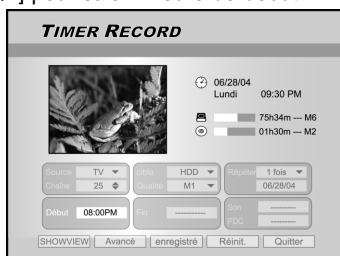 TIMER RECORD
06/28/04
Lundi 09:30 PM
75h34m --- M6
01h30m --- M2
Source TV
Cible HDD
Répéter 1 fois
Chaîne 25
Qualité M1
06/28/04
Début 08:00PM
Fin ----------
Son ----------
PDC ----------
SHOWVIEW Avancé enregistré Réinit. Quitter